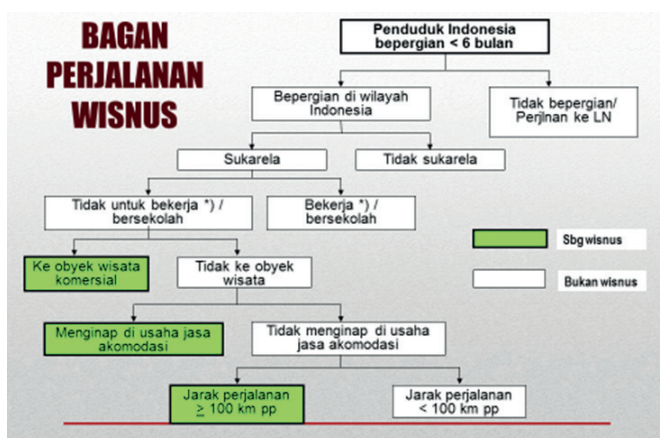 BAGAN
PERJALANAN
WISNUS
Penduduk Indonesia
bepergian < 6 bulan
Bepergian di wilayah
Indonesia
Tidak bepergian/
Perjlnan ke LN
Sukarela
Tidak sukarela
Tidak untuk bekerja *) /
bersekolah
Bekerja *) /
bersekolah
Sbg wisnus
Ke obyek wisata
komersial
Tidak ke obyek
wisata
Bukan wisnus
Menginap di usaha jasa
akomodasi
Tidak menginap di usaha
jasa akomodasi
Jarak perjalanan
≥ 100 km pp
Jarak perjalanan
< 100 km pp